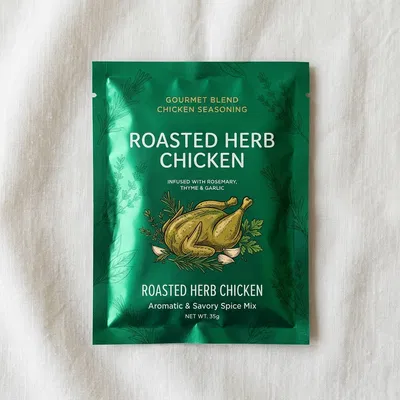 GOURMET BLEND
CHICKEN SEASONING
ROASTED HERB
CHICKEN
INFUSED WITH ROSEMARY,
THYME & GARLIC
ROASTED HERB CHICKEN
Aromatic & Savory Spice Mix
NET WT. 35g